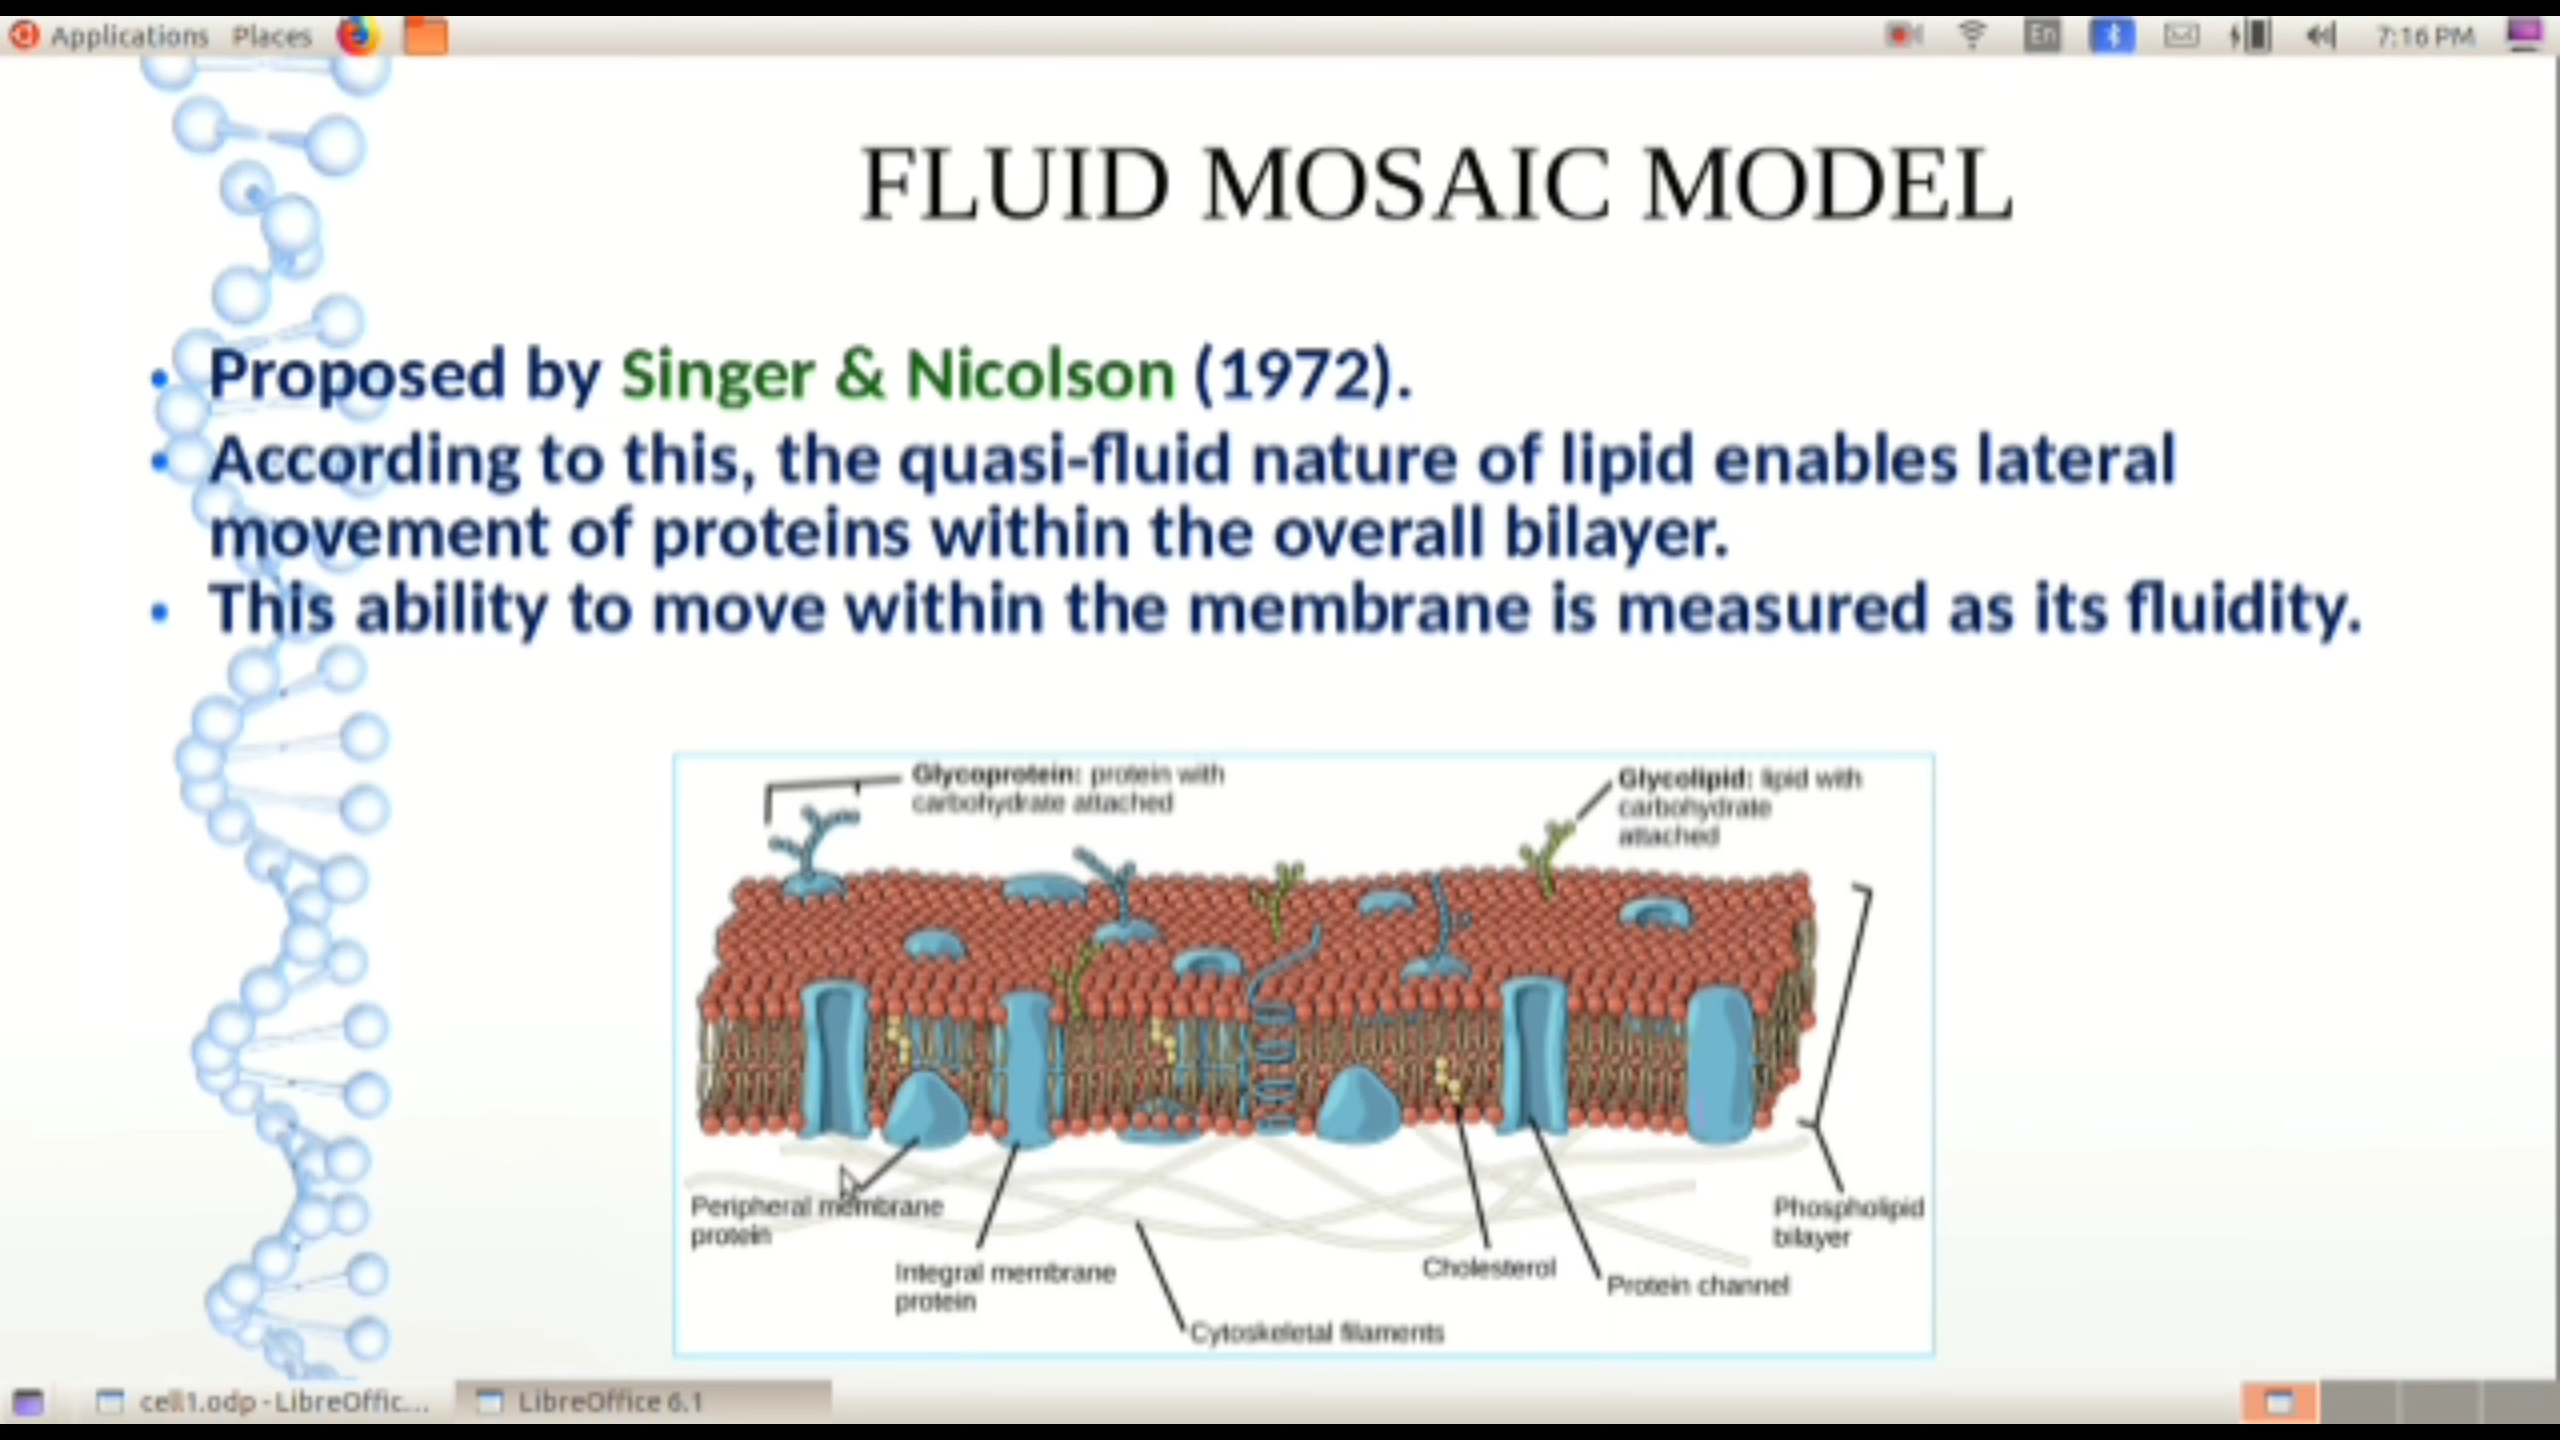 Applications Places En 7:16 PM
FLUID MOSAIC MODEL
• Proposed by Singer & Nicolson (1972).
• According to this, the quasi-fluid nature of lipid enables lateral
movement of proteins within the overall bilayer.
• This ability to move within the membrane is measured as its fluidity.
Glycoprotein: protein with
carbohydrate attached
Glycolipid: lipid with
carbohydrate
attached
Peripheral membrane
protein
Integral membrane
protein
Cytoskeletal filaments
Cholesterol
Protein channel
Phospholipid
bilayer
cell1.odp - LibreOffic... LibreOffice 6.1